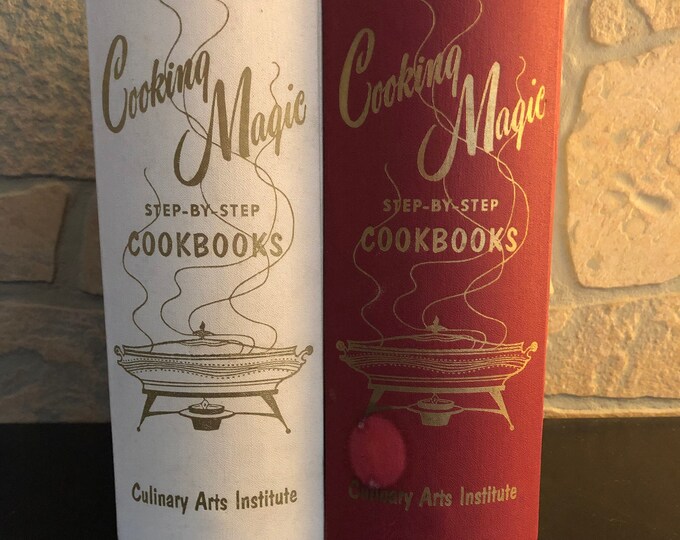 Cooking
Magic
STEP-BY-STEP
COOKBOOKS
Culinary Arts Institute
Cooking
Magic
STEP-BY-STEP
COOKBOOKS
Culinary Arts Institute